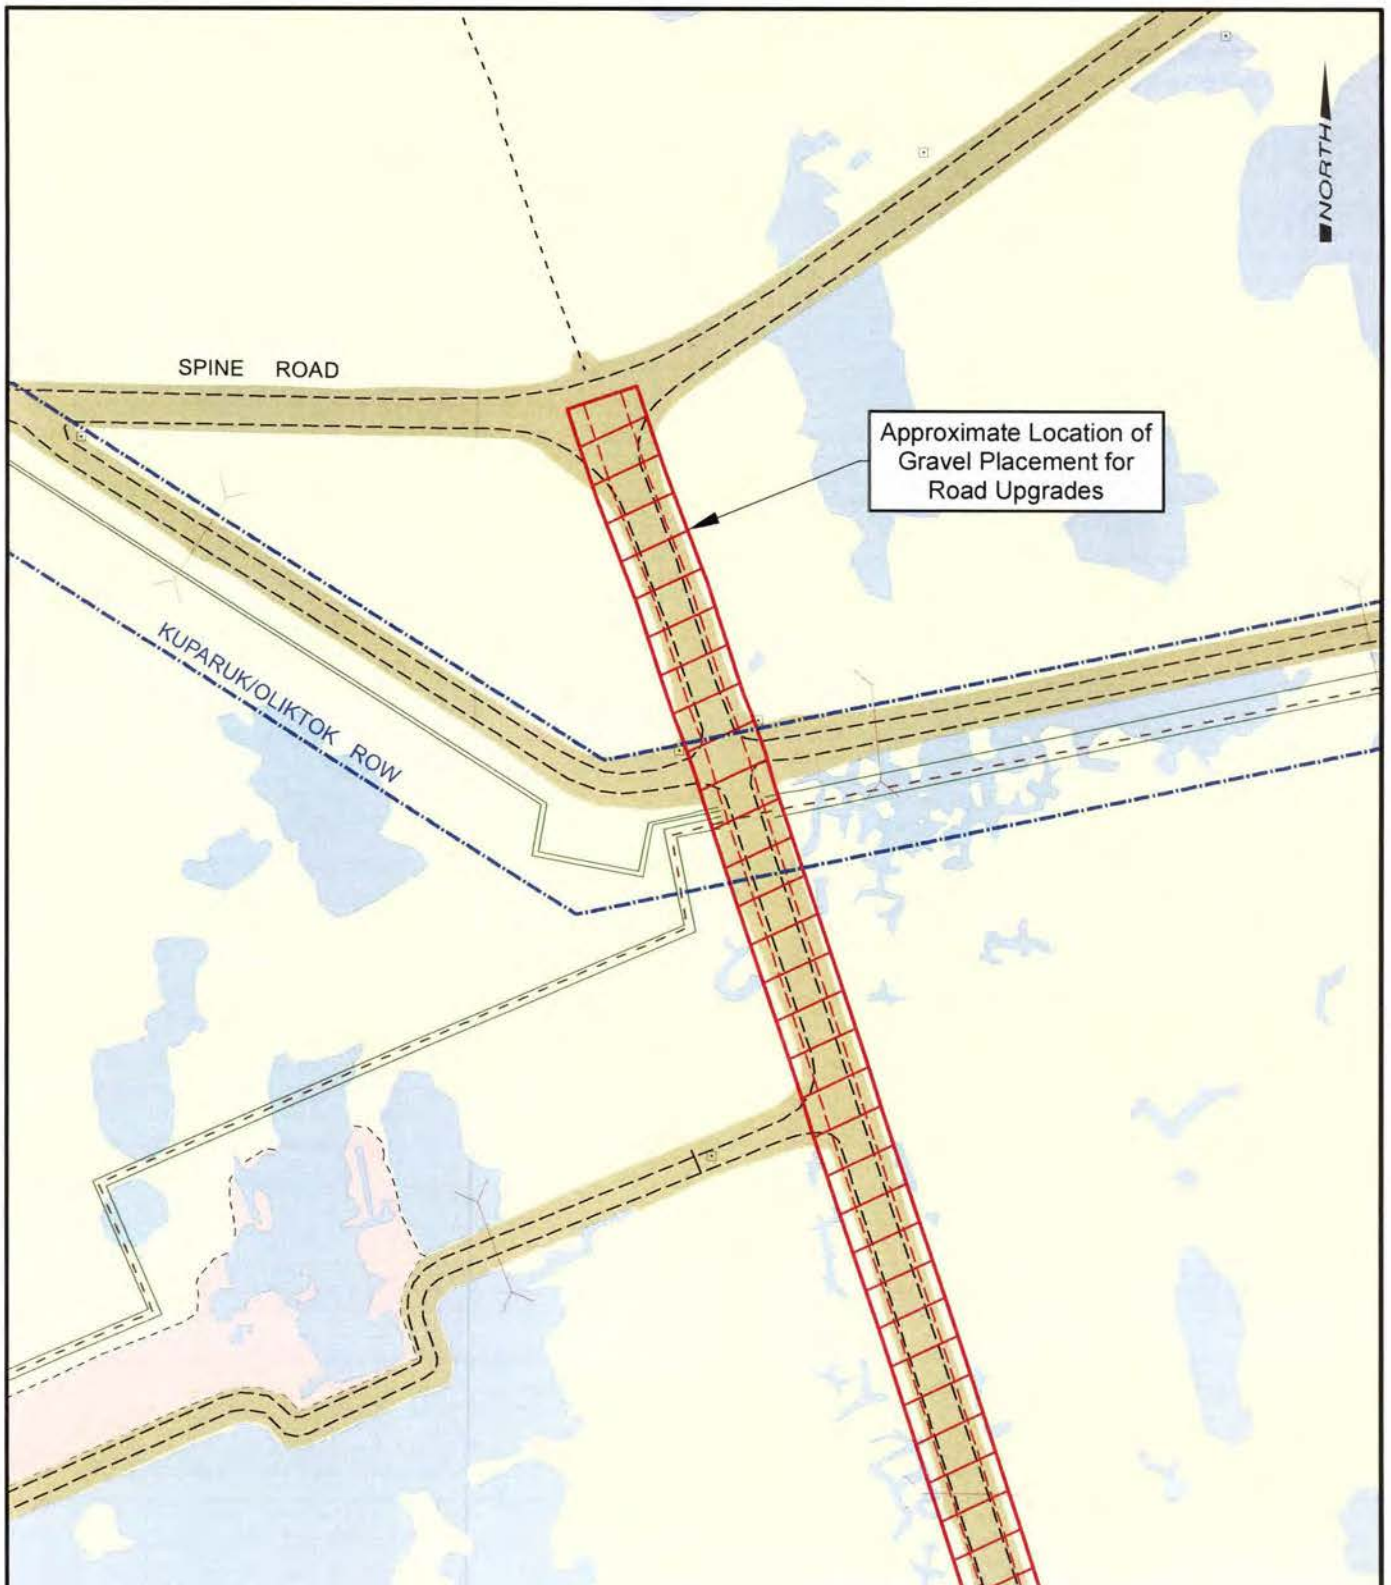 NORTH
SPINE ROAD
Approximate Location of
Gravel Placement for
Road Upgrades
KUPARUK/OLIKTOK ROW